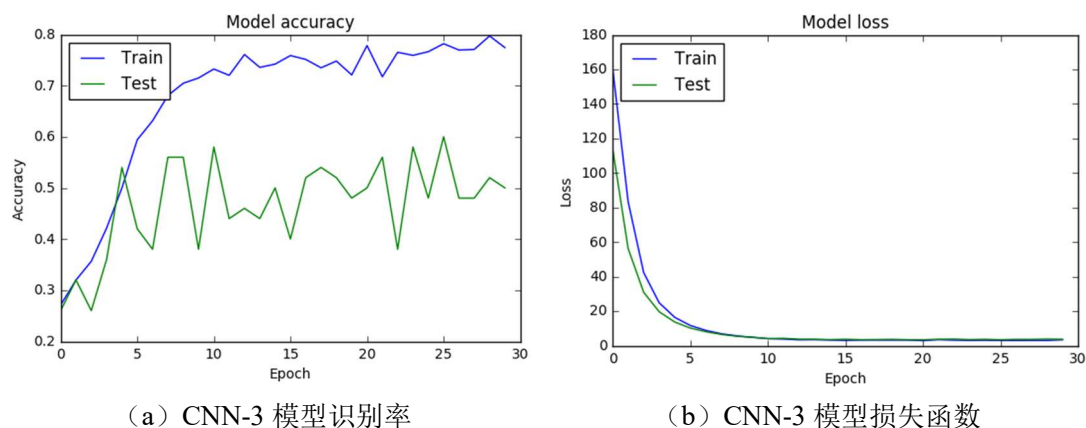 Model accuracy
Train
Test
0.8
0.7
0.6
0.5
0.4
0.3
0.2
Accuracy
0 5 10 15 20 25 30
Epoch
（a）CNN-3 模型识别率
Model loss
Train
Test
180
160
140
120
100
80
60
40
20
0
Loss
0 5 10 15 20 25 30
Epoch
（b）CNN-3 模型损失函数